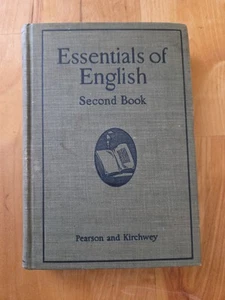 Essentials of
English
Second Book
Pearson and Kirchwey